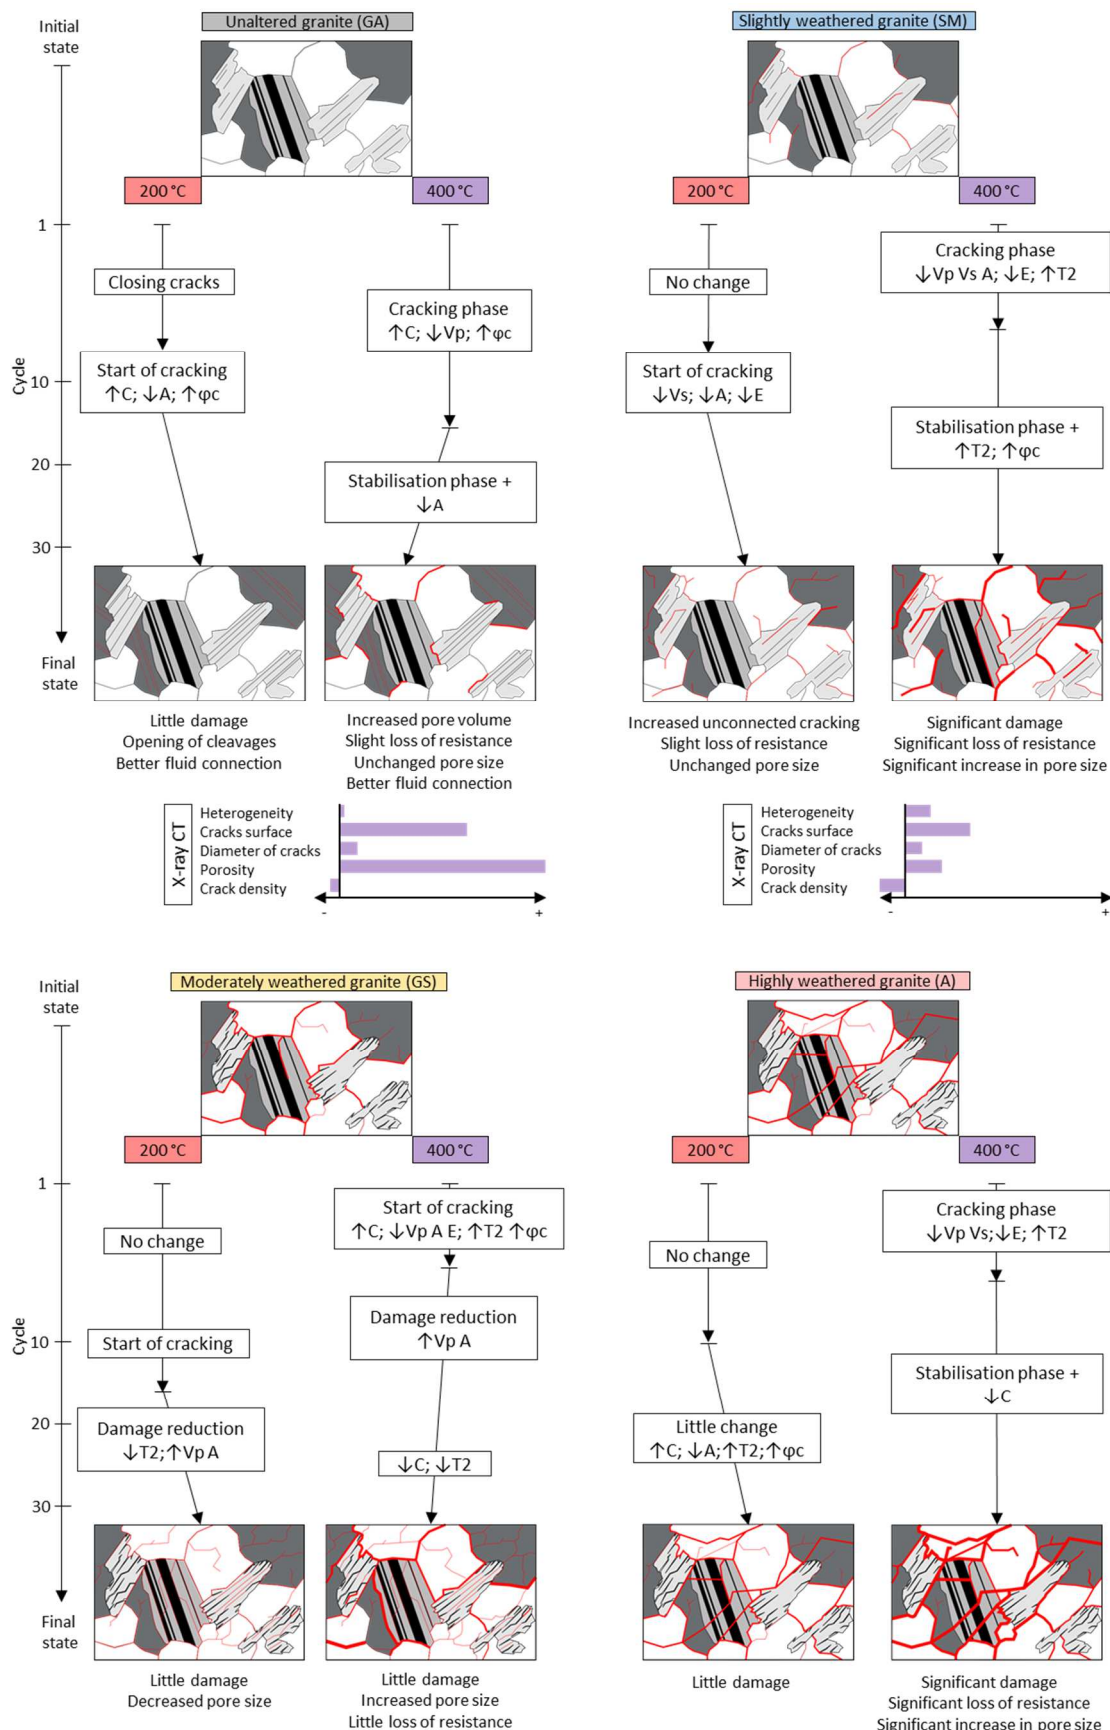 Unaltered granite (GA)
Initial
state
200 °C
400 °C
1
Cycle
10
20
30
Closing cracks
Start of cracking
↑C; ↓A; ↑φc
Cracking phase
↑C; ↓Vp; ↑φc
Stabilisation phase +
↓A
Final
state
Little damage
Opening of cleavages
Better fluid connection
Increased pore volume
Slight loss of resistance
Unchanged pore size
Better fluid connection
X-ray CT
Heterogeneity
Cracks surface
Diameter of cracks
Porosity
Crack density
-
+
Slightly weathered granite (SM)
200 °C
400 °C
No change
Start of cracking
↓Vs; ↓A; ↓E
Cracking phase
↓Vp Vs A; ↓E; ↑T2
Stabilisation phase +
↑T2; ↑φc
Increased unconnected cracking
Slight loss of resistance
Unchanged pore size
Significant damage
Significant loss of resistance
Significant increase in pore size
X-ray CT
Heterogeneity
Cracks surface
Diameter of cracks
Porosity
Crack density
-
+
Moderately weathered granite (GS)
Initial
state
200 °C
400 °C
1
Cycle
10
20
30
No change
Start of cracking
Damage reduction
↓T2;↑Vp A
Start of cracking
↑C; ↓Vp A E; ↑T2 ↑φc
Damage reduction
↑Vp A
↓C; ↓T2
Final
state
Little damage
Decreased pore size
Little damage
Increased pore size
Little loss of resistance
Highly weathered granite (A)
200 °C
400 °C
No change
Little change
↑C; ↓A;↑T2;↑φc
Cracking phase
↓Vp Vs;↓E; ↑T2
Stabilisation phase +
↓C
Little damage
Significant damage
Significant loss of resistance
Significant increase in pore size